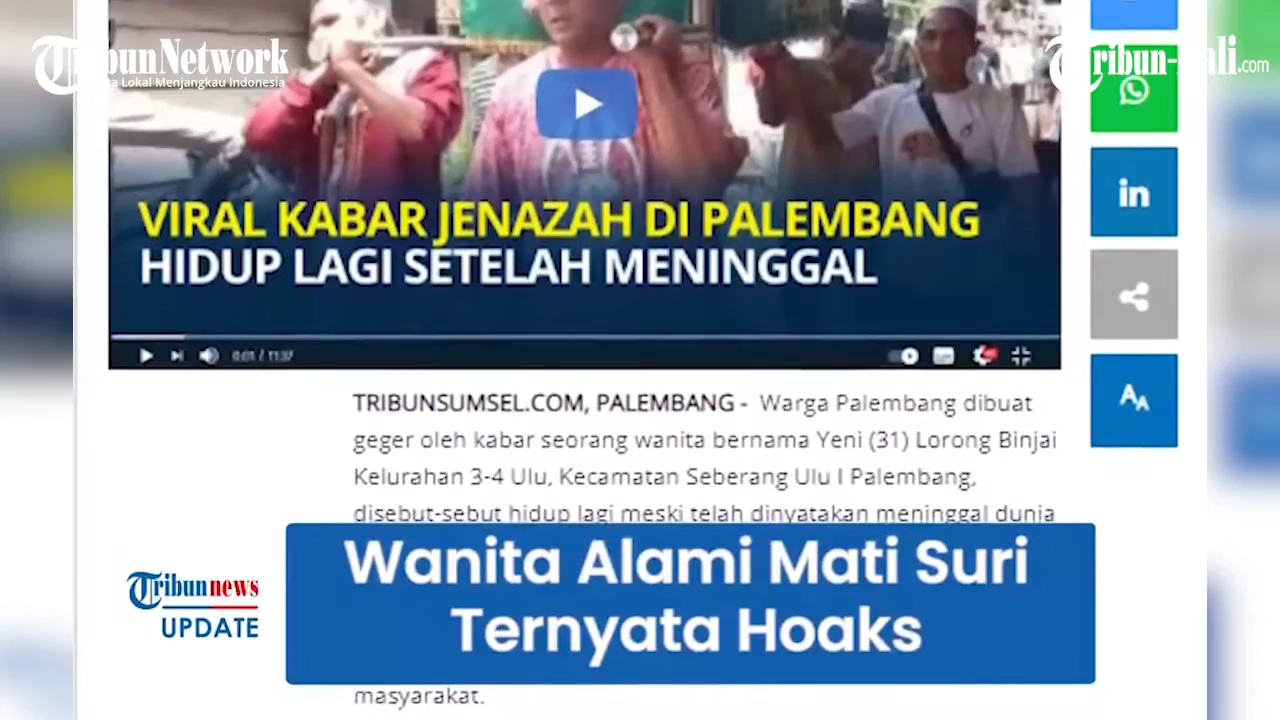 TribunNetwork
ta Lokal Menjangkau Indonesia
Tribun-Bali.com
VIRAL KABAR JENAZAH DI PALEMBANG
HIDUP LAGI SETELAH MENINGGAL
0:01 / 11:37
in
AA
TRIBUNSUMSEL.COM, PALEMBANG - Warga Palembang dibuat
geger oleh kabar seorang wanita bernama Yeni (31) Lorong Binjai
Kelurahan 3-4 Ulu, Kecamatan Seberang Ulu I Palembang,
disebut-sebut hidup lagi meski telah dinyatakan meninggal dunia
Wanita Alami Mati Suri
Ternyata Hoaks
Tribunnews
UPDATE
masyarakat.